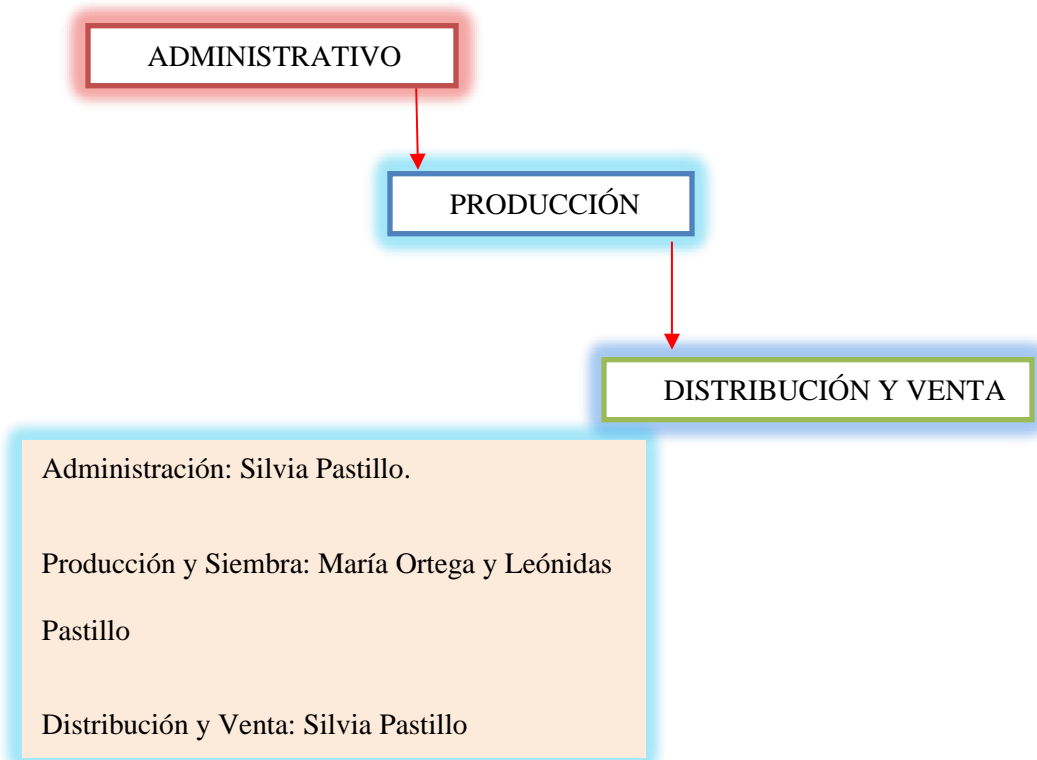 ADMINISTRATIVO
PRODUCCIÓN
DISTRIBUCIÓN Y VENTA
Administración: Silvia Pastillo.
Producción y Siembra: María Ortega y Leónidas
Pastillo
Distribución y Venta: Silvia Pastillo